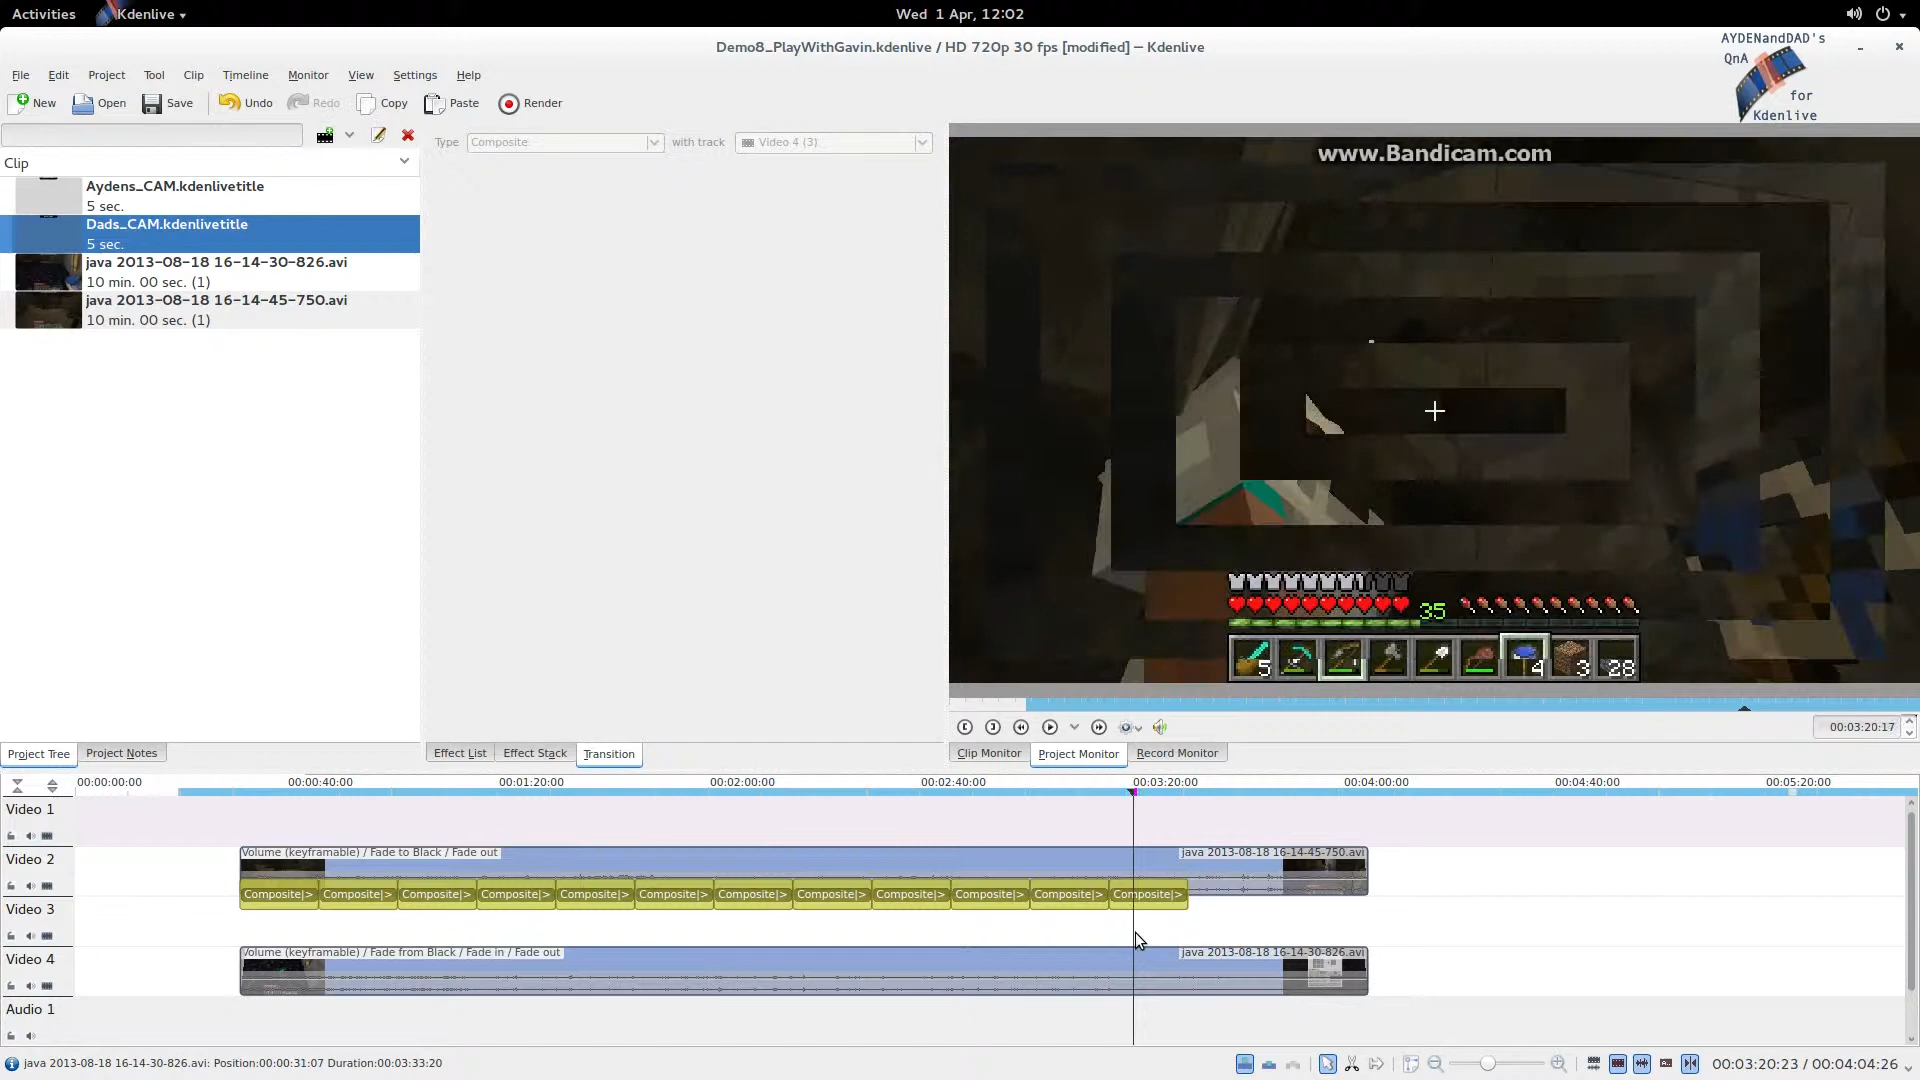 Activities
Kdenlive
Wed 1 Apr, 12:02
Demo8_PlayWithGavin.kdenlive / HD 720p 30 fps [modified] – Kdenlive
AYDENandDAD's
QnA
for
Kdenlive
File Edit Project Tool Clip Timeline Monitor View Settings Help
New Open Save Undo Redo Copy Paste Render
Type Composite with track Video 4 (3)
Clip
Aydens_CAM.kdenlivetitle
5 sec.
Dads_CAM.kdenlivetitle
5 sec.
java 2013-08-18 16-14-30-826.avi
10 min. 00 sec. (1)
java 2013-08-18 16-14-45-750.avi
10 min. 00 sec. (1)
www.Bandicam.com
35
5 4 3 28
00:03:20:17
Project Tree Project Notes
Effect List Effect Stack Transition
Clip Monitor Project Monitor Record Monitor
00:00:00:00 00:00:40:00 00:01:20:00 00:02:00:00 00:02:40:00 00:03:20:00 00:04:00:00 00:04:40:00 00:05:20:00
Video 1
Video 2
Volume (keyframable) / Fade to Black / Fade out
java 2013-08-18 16-14-45-750.avi
Composite|> Composite|> Composite|> Composite|> Composite|> Composite|> Composite|> Composite|> Composite|> Composite|> Composite|> Composite|>
Video 3
Video 4
Volume (keyframable) / Fade from Black / Fade in / Fade out
java 2013-08-18 16-14-30-826.avi
Audio 1
java 2013-08-18 16-14-30-826.avi: Position:00:00:31:07 Duration:00:03:33:20
00:03:20:23 / 00:04:04:26